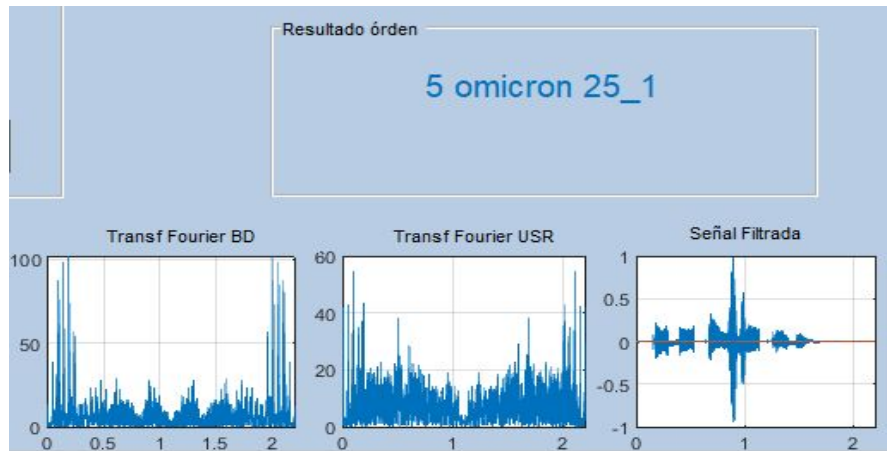 Resultado órden
5 omicron 25_1
Transf Fourier BD
Transf Fourier USR
Señal Filtrada
100
50
0
0 0.5 1 1.5 2
60
40
20
0
0 1 2
1
0.5
0
-0.5
-1
0 1 2